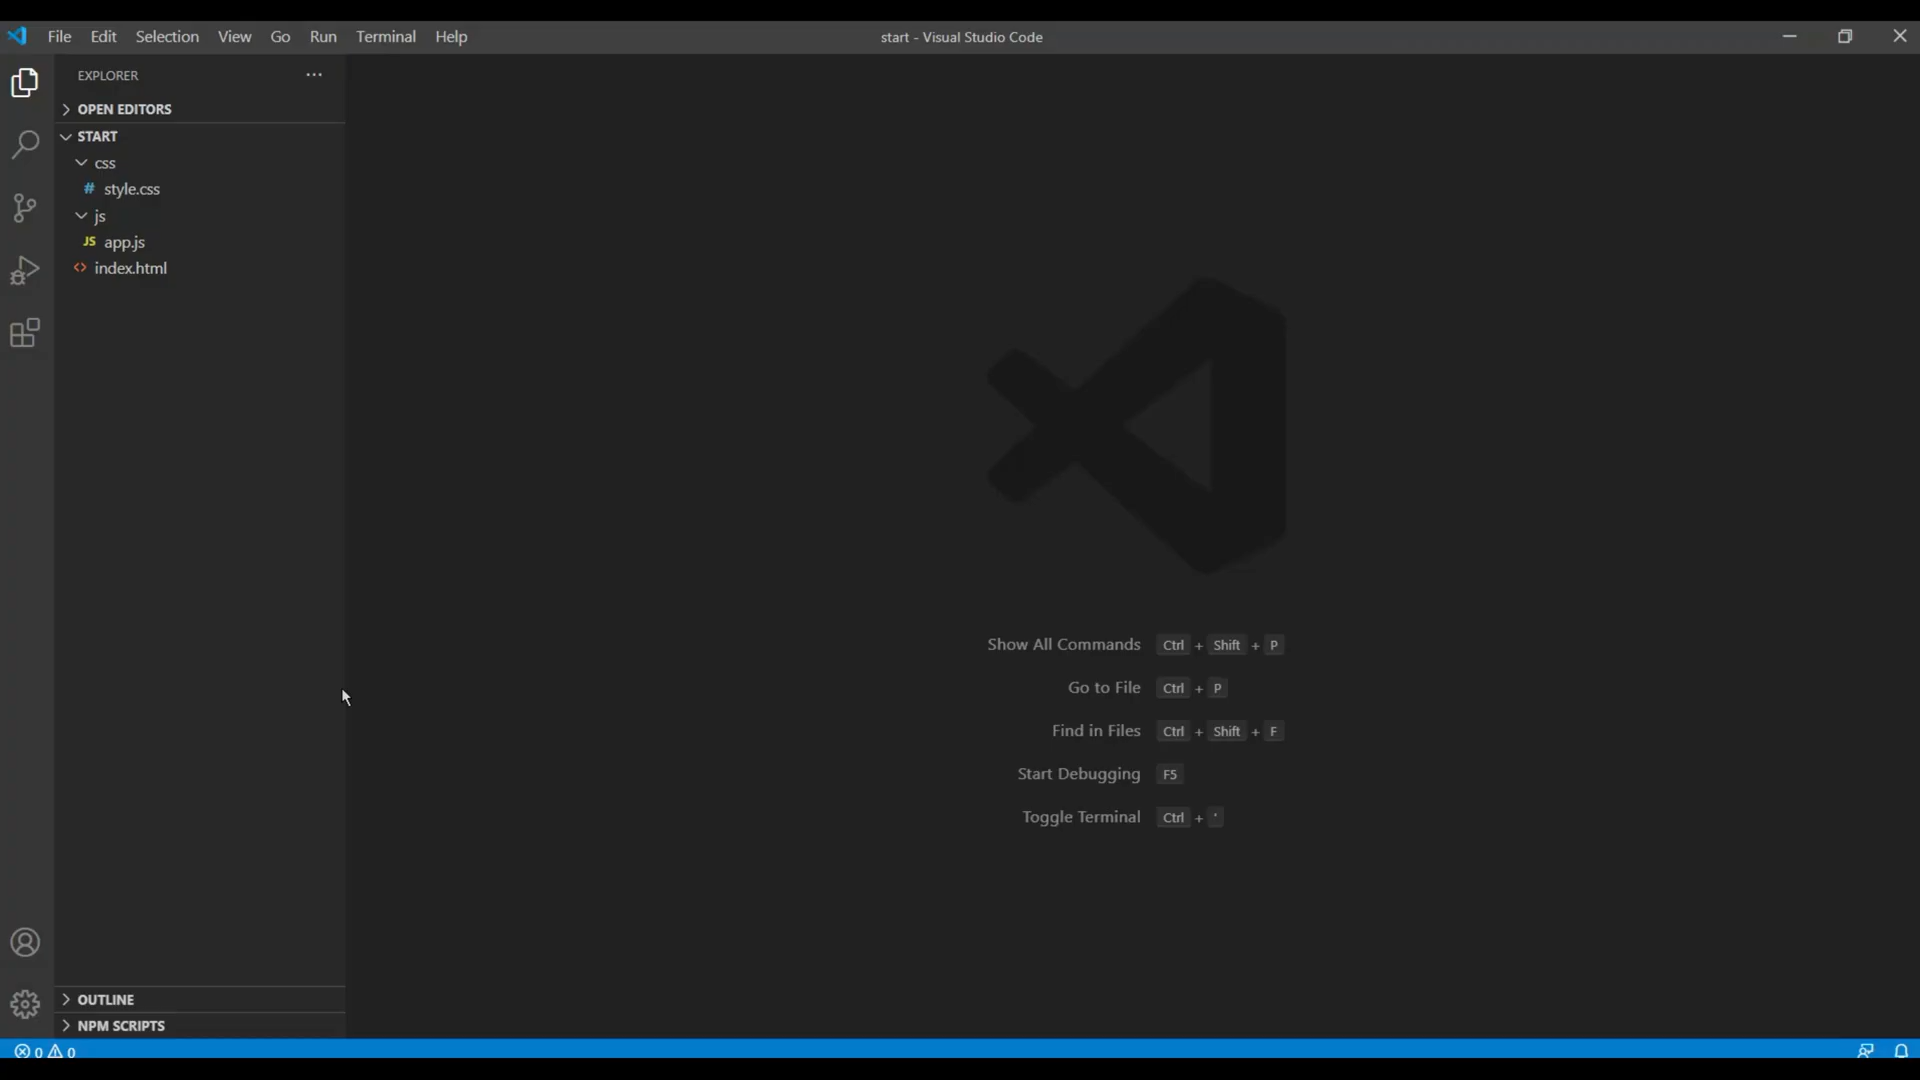 File Edit Selection View Go Run Terminal Help
start - Visual Studio Code
EXPLORER
OPEN EDITORS
START
css
# style.css
js
JS app.js
<> index.html
Show All Commands Ctrl + Shift + P
Go to File Ctrl + P
Find in Files Ctrl + Shift + F
Start Debugging F5
Toggle Terminal Ctrl + '
OUTLINE
NPM SCRIPTS
0 0